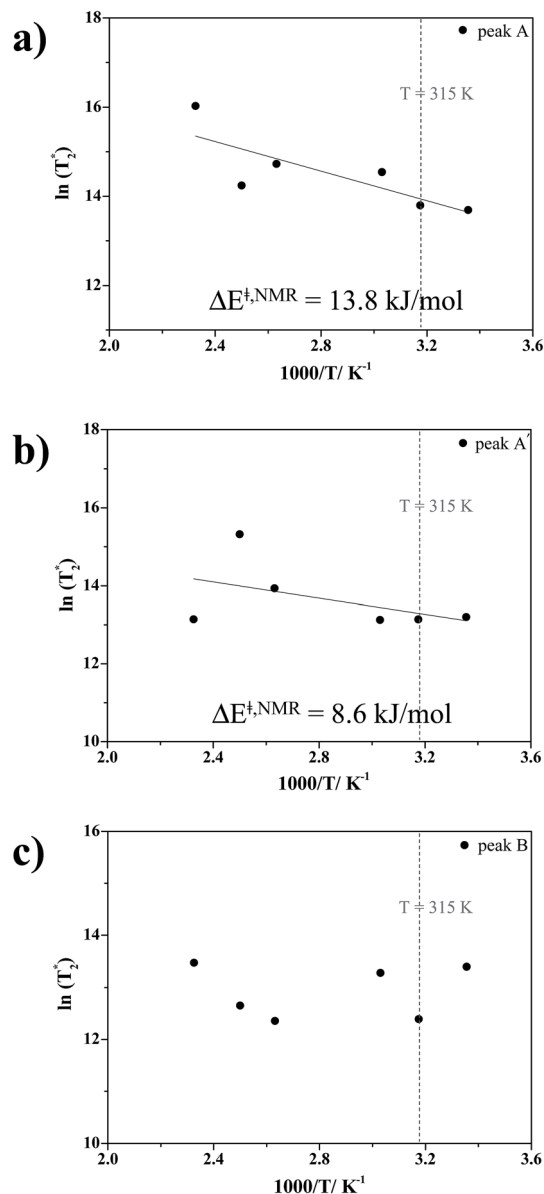 a)
peak A
T = 315 K
ln (T₂*)
18
16
14
12
ΔE‡,NMR = 13.8 kJ/mol
2.0 2.4 2.8 3.2 3.6
1000/T/ K⁻¹
b)
peak A′
T = 315 K
ln (T₂*)
18
16
14
12
10
ΔE‡,NMR = 8.6 kJ/mol
2.0 2.4 2.8 3.2 3.6
1000/T/ K⁻¹
c)
peak B
T = 315 K
ln (T₂*)
16
14
12
10
2.0 2.4 2.8 3.2 3.6
1000/T/ K⁻¹